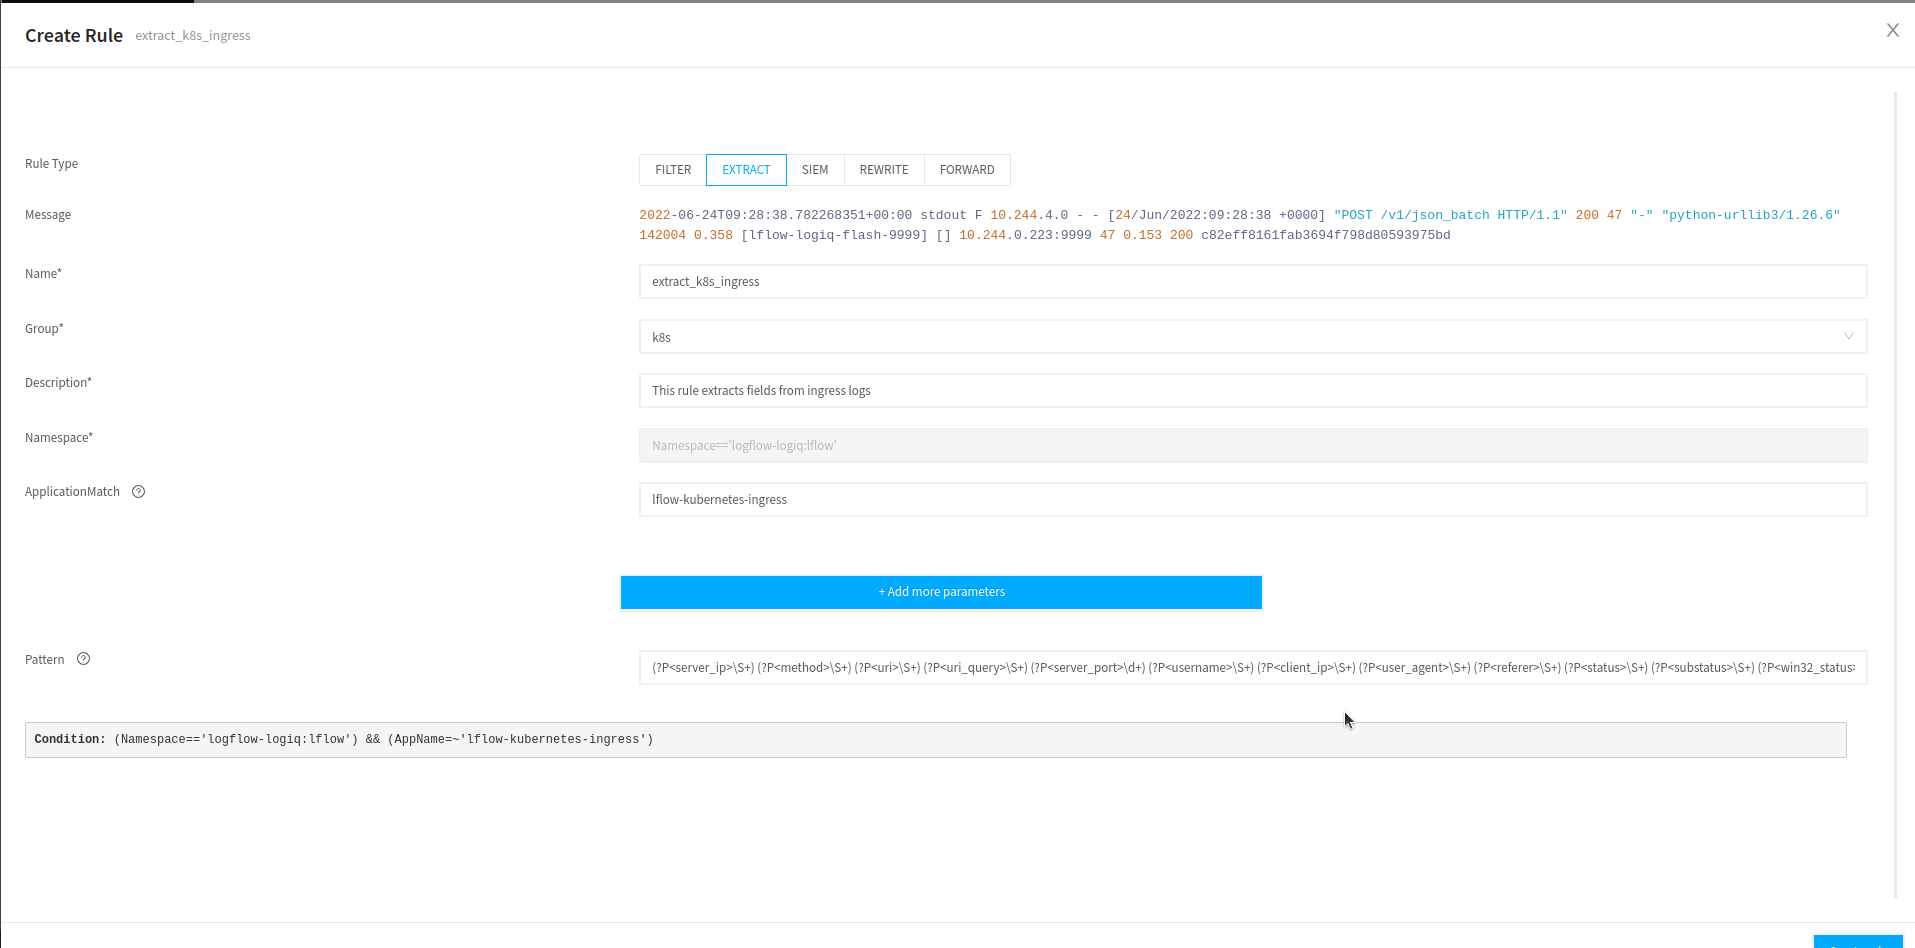 Create Rule extract_k8s_ingress
Rule Type
FILTER EXTRACT SIEM REWRITE FORWARD
Message
2022-06-24T09:28:38.782268351+00:00 stdout F 10.244.4.0 - - [24/Jun/2022:09:28:38 +0000] "POST /v1/json_batch HTTP/1.1" 200 47 "-" "python-urllib3/1.26.6"
142004 0.358 [lflow-logiq-flash-9999] [] 10.244.0.223:9999 47 0.153 200 c82eff8161fab3694f798d80593975bd
Name*
extract_k8s_ingress
Group*
k8s
Description*
This rule extracts fields from ingress logs
Namespace*
Namespace=='logflow-logiq:lflow'
ApplicationMatch
lflow-kubernetes-ingress
+ Add more parameters
Pattern
(?P<server_ip>\S+) (?P<method>\S+) (?P<uri>\S+) (?P<uri_query>\S+) (?P<server_port>\d+) (?P<username>\S+) (?P<client_ip>\S+) (?P<user_agent>\S+) (?P<referer>\S+) (?P<status>\S+) (?P<substatus>\S+) (?P<win32_status>
Condition: (Namespace=='logflow-logiq:lflow') && (AppName=~'lflow-kubernetes-ingress')